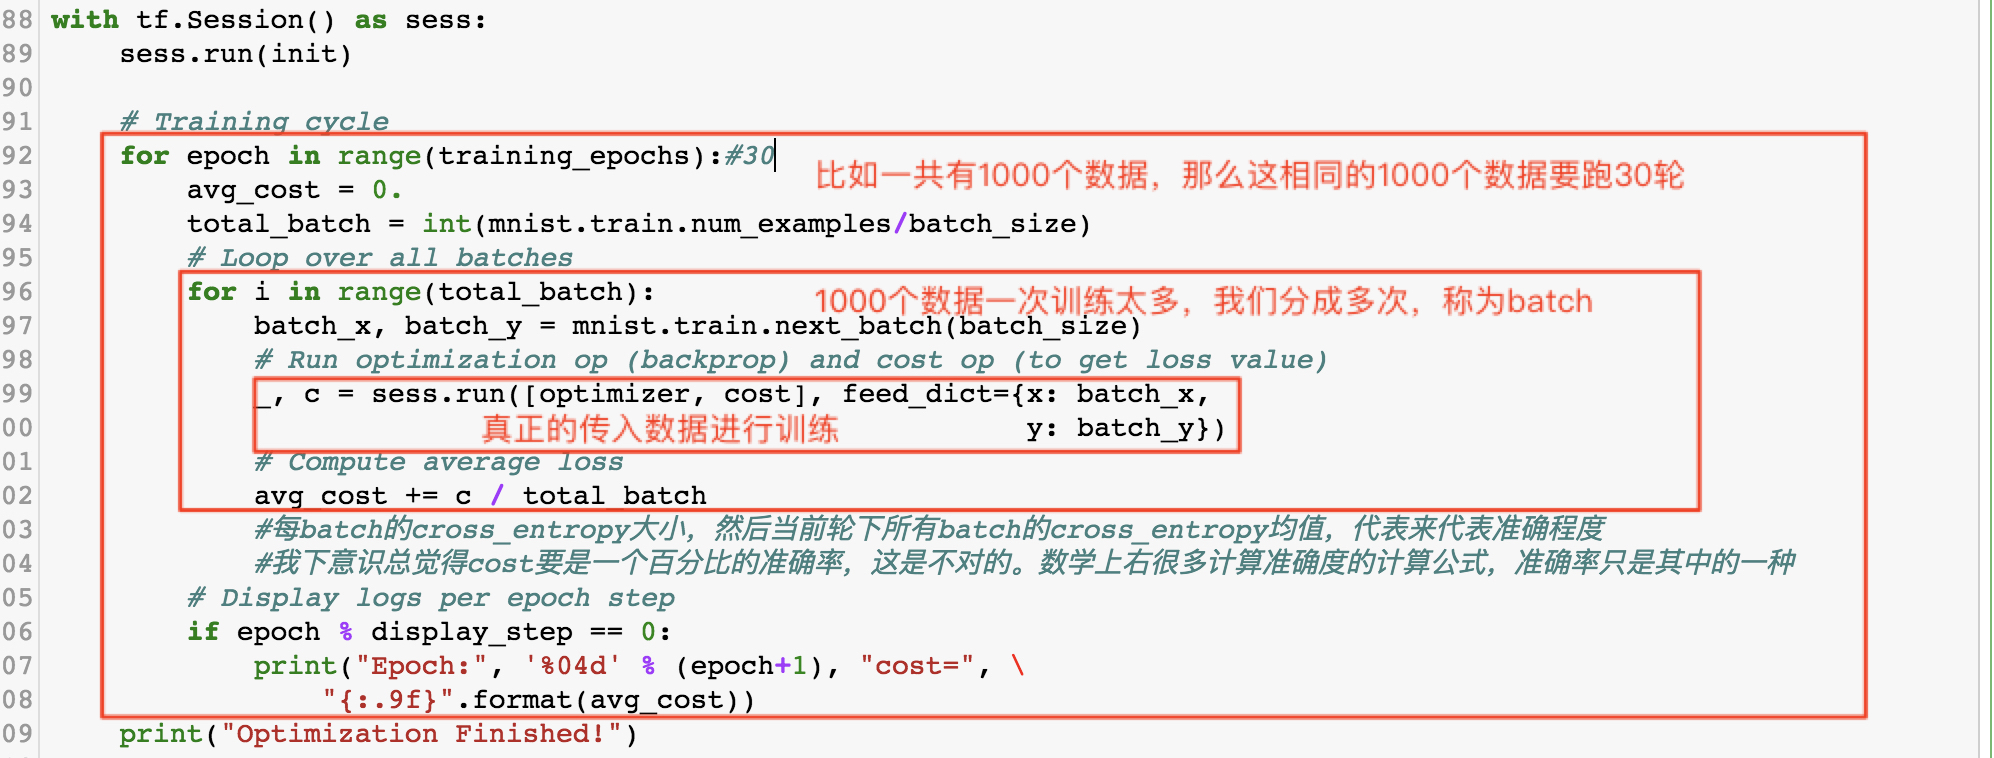 88 with tf.Session() as sess:
89     sess.run(init)
90
91     # Training cycle
92     for epoch in range(training_epochs):#30
比如一共有1000个数据，那么这相同的1000个数据要跑30轮
93         avg_cost = 0.
94         total_batch = int(mnist.train.num_examples/batch_size)
95         # Loop over all batches
96         for i in range(total_batch):
1000个数据一次训练太多，我们分成多次，称为batch
97             batch_x, batch_y = mnist.train.next_batch(batch_size)
98             # Run optimization op (backprop) and cost op (to get loss value)
99             _, c = sess.run([optimizer, cost], feed_dict={x: batch_x,
00                                                           y: batch_y})
真正的传入数据进行训练
01             # Compute average loss
02             avg_cost += c / total_batch
03             #每batch的cross_entropy大小，然后当前轮下所有batch的cross_entropy均值，代表来代表准确程度
04             #我下意识总觉得cost要是一个百分比的准确率，这是不对的。数学上右很多计算准确度的计算公式，准确率只是其中的一种
05         # Display logs per epoch step
06         if epoch % display_step == 0:
07             print("Epoch:", '%04d' % (epoch+1), "cost=", \
08                 "{:.9f}".format(avg_cost))
09     print("Optimization Finished!")